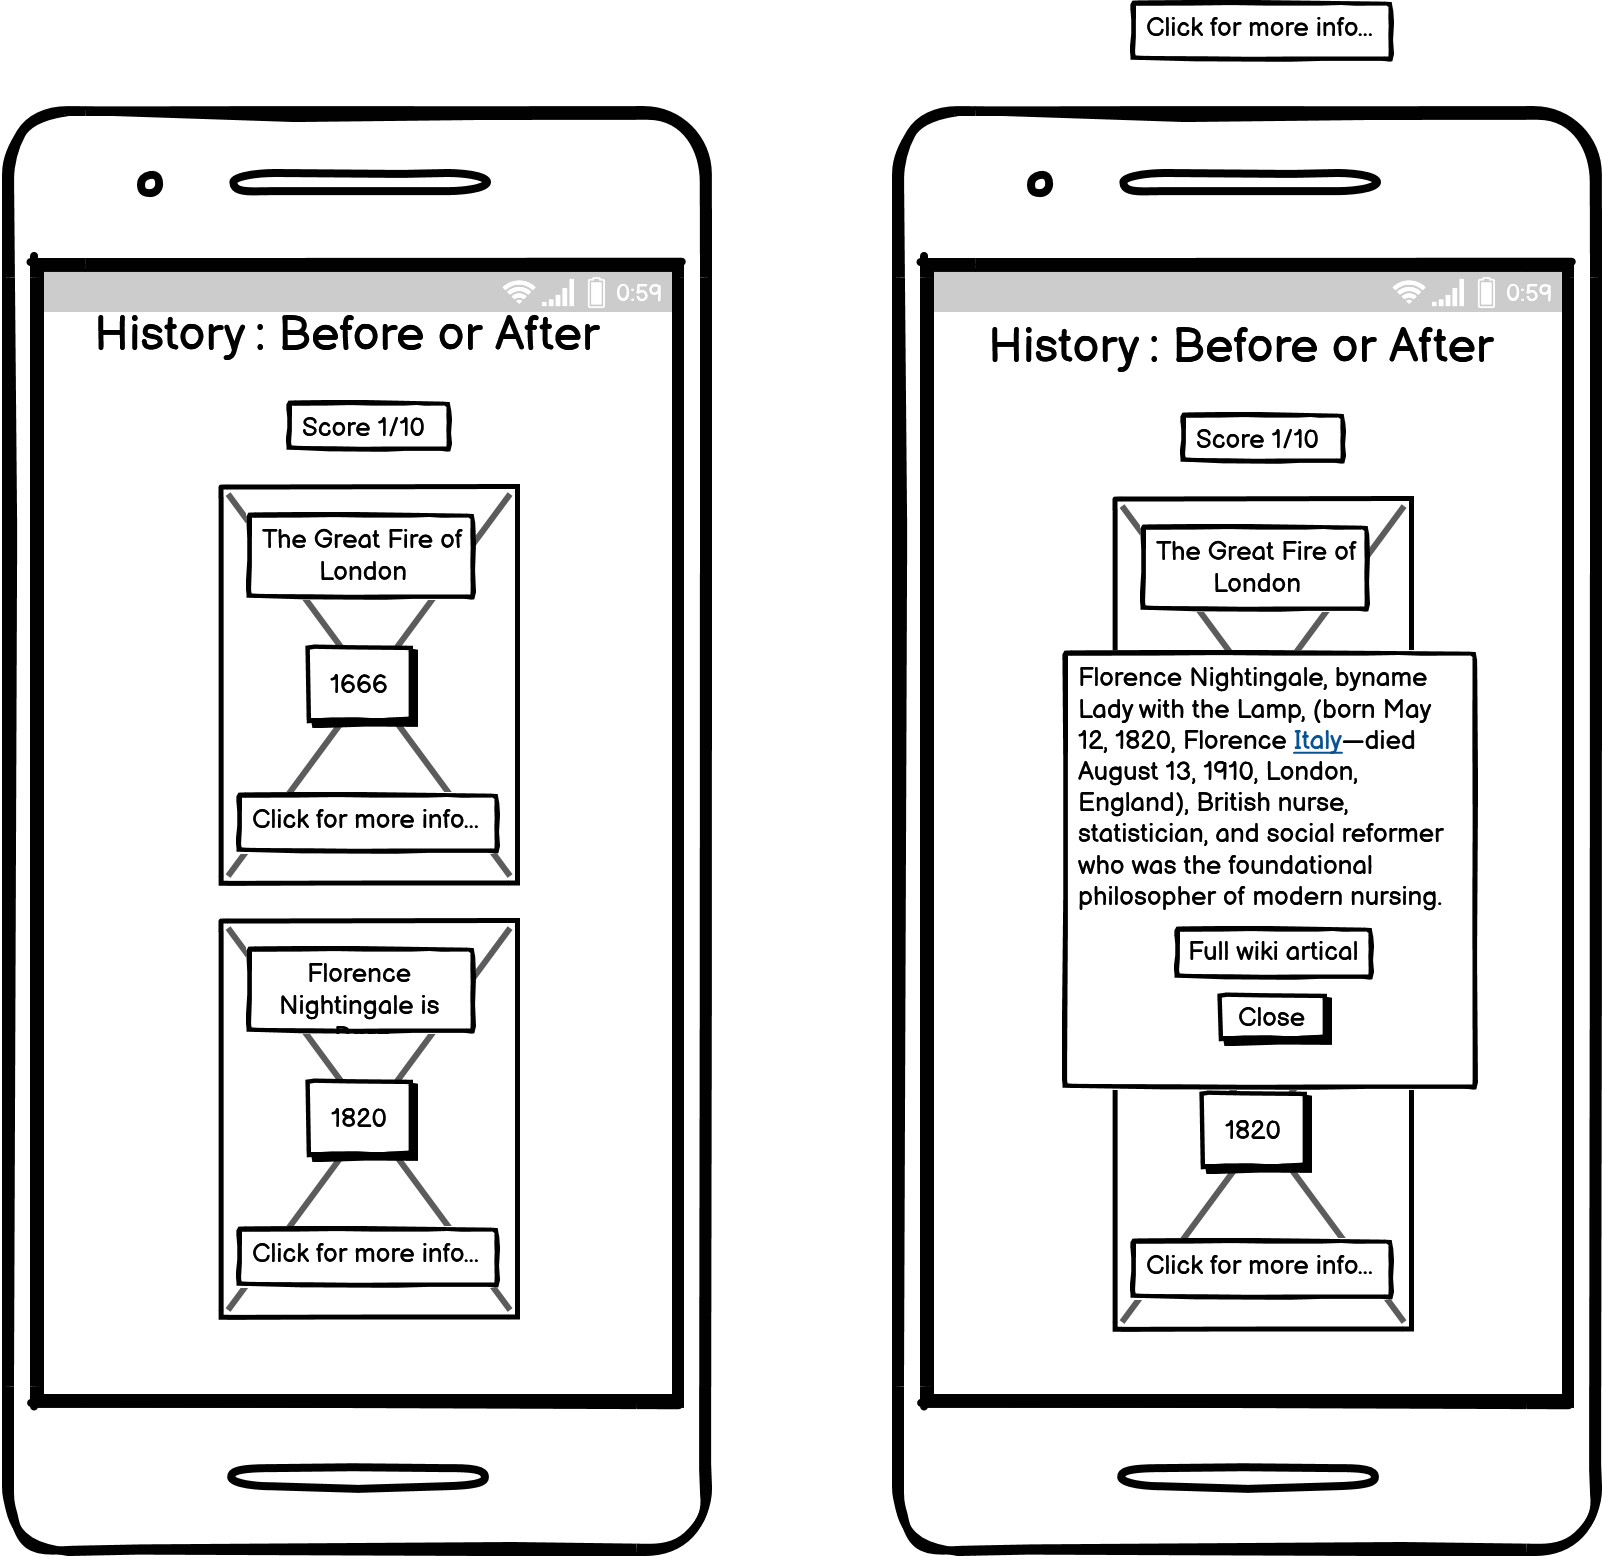 Click for more info...
0:59
History : Before or After
Score 1/10
The Great Fire of
London
1666
Click for more info...
Florence
Nightingale is
1820
Click for more info...
0:59
History : Before or After
Score 1/10
The Great Fire of
London
Florence Nightingale, byname
Lady with the Lamp, (born May
12, 1820, Florence Italy—died
August 13, 1910, London,
England), British nurse,
statistician, and social reformer
who was the foundational
philosopher of modern nursing.
Full wiki artical
Close
1820
Click for more info...